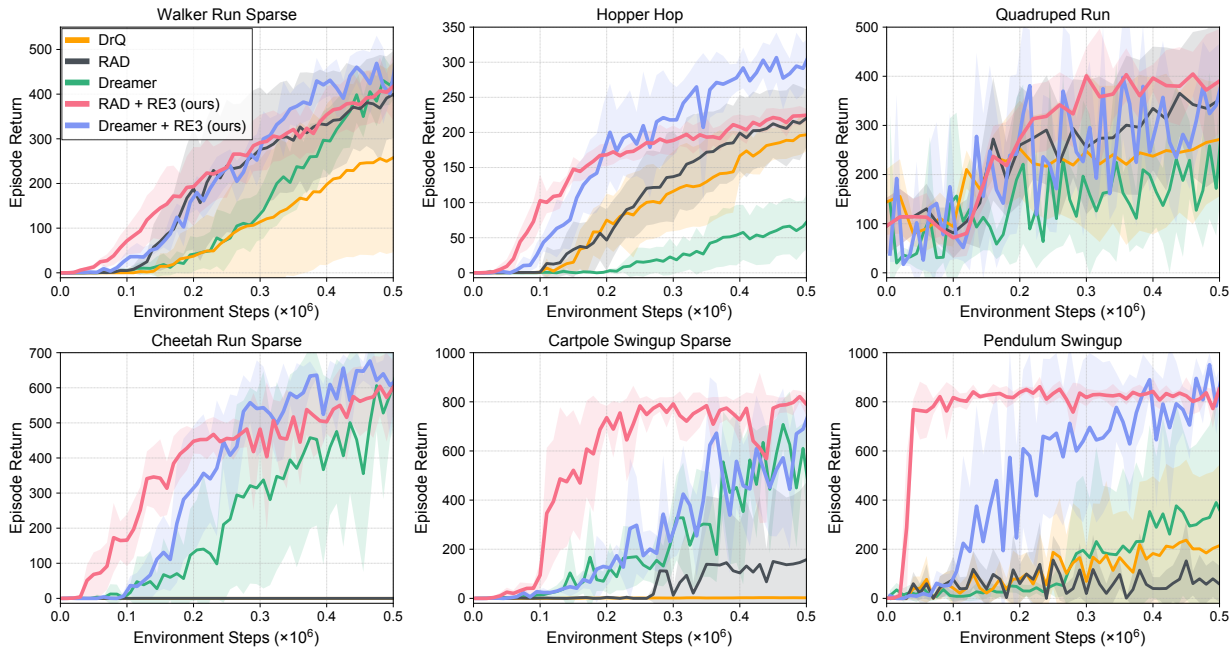 Walker Run Sparse
500
400
300
200
100
0
Episode Return
0.0 0.1 0.2 0.3 0.4 0.5
Environment Steps (×10⁶)
DrQ
RAD
Dreamer
RAD + RE3 (ours)
Dreamer + RE3 (ours)
Hopper Hop
350
300
250
200
150
100
50
0
Episode Return
0.0 0.1 0.2 0.3 0.4 0.5
Environment Steps (×10⁶)
Quadruped Run
500
400
300
200
100
0
Episode Return
0.0 0.1 0.2 0.3 0.4 0.5
Environment Steps (×10⁶)
Cheetah Run Sparse
700
600
500
400
300
200
100
0
Episode Return
0.0 0.1 0.2 0.3 0.4 0.5
Environment Steps (×10⁶)
Cartpole Swingup Sparse
1000
800
600
400
200
0
Episode Return
0.0 0.1 0.2 0.3 0.4 0.5
Environment Steps (×10⁶)
Pendulum Swingup
1000
800
600
400
200
0
Episode Return
0.0 0.1 0.2 0.3 0.4 0.5
Environment Steps (×10⁶)